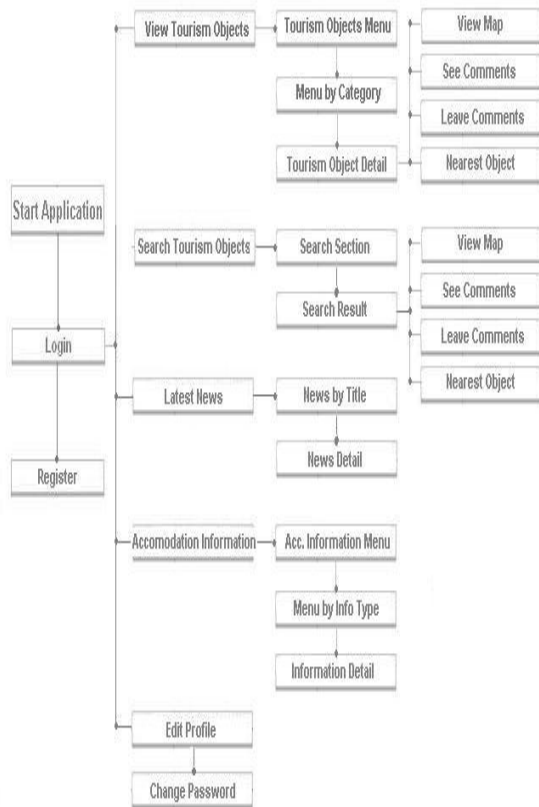 Start Application
Login
Register
View Tourism Objects
Tourism Objects Menu
Menu by Category
Tourism Object Detail
View Map
See Comments
Leave Comments
Nearest Object
Search Tourism Objects
Search Section
Search Result
View Map
See Comments
Leave Comments
Nearest Object
Latest News
News by Title
News Detail
Accomodation Information
Acc. Information Menu
Menu by Info Type
Information Detail
Edit Profile
Change Password